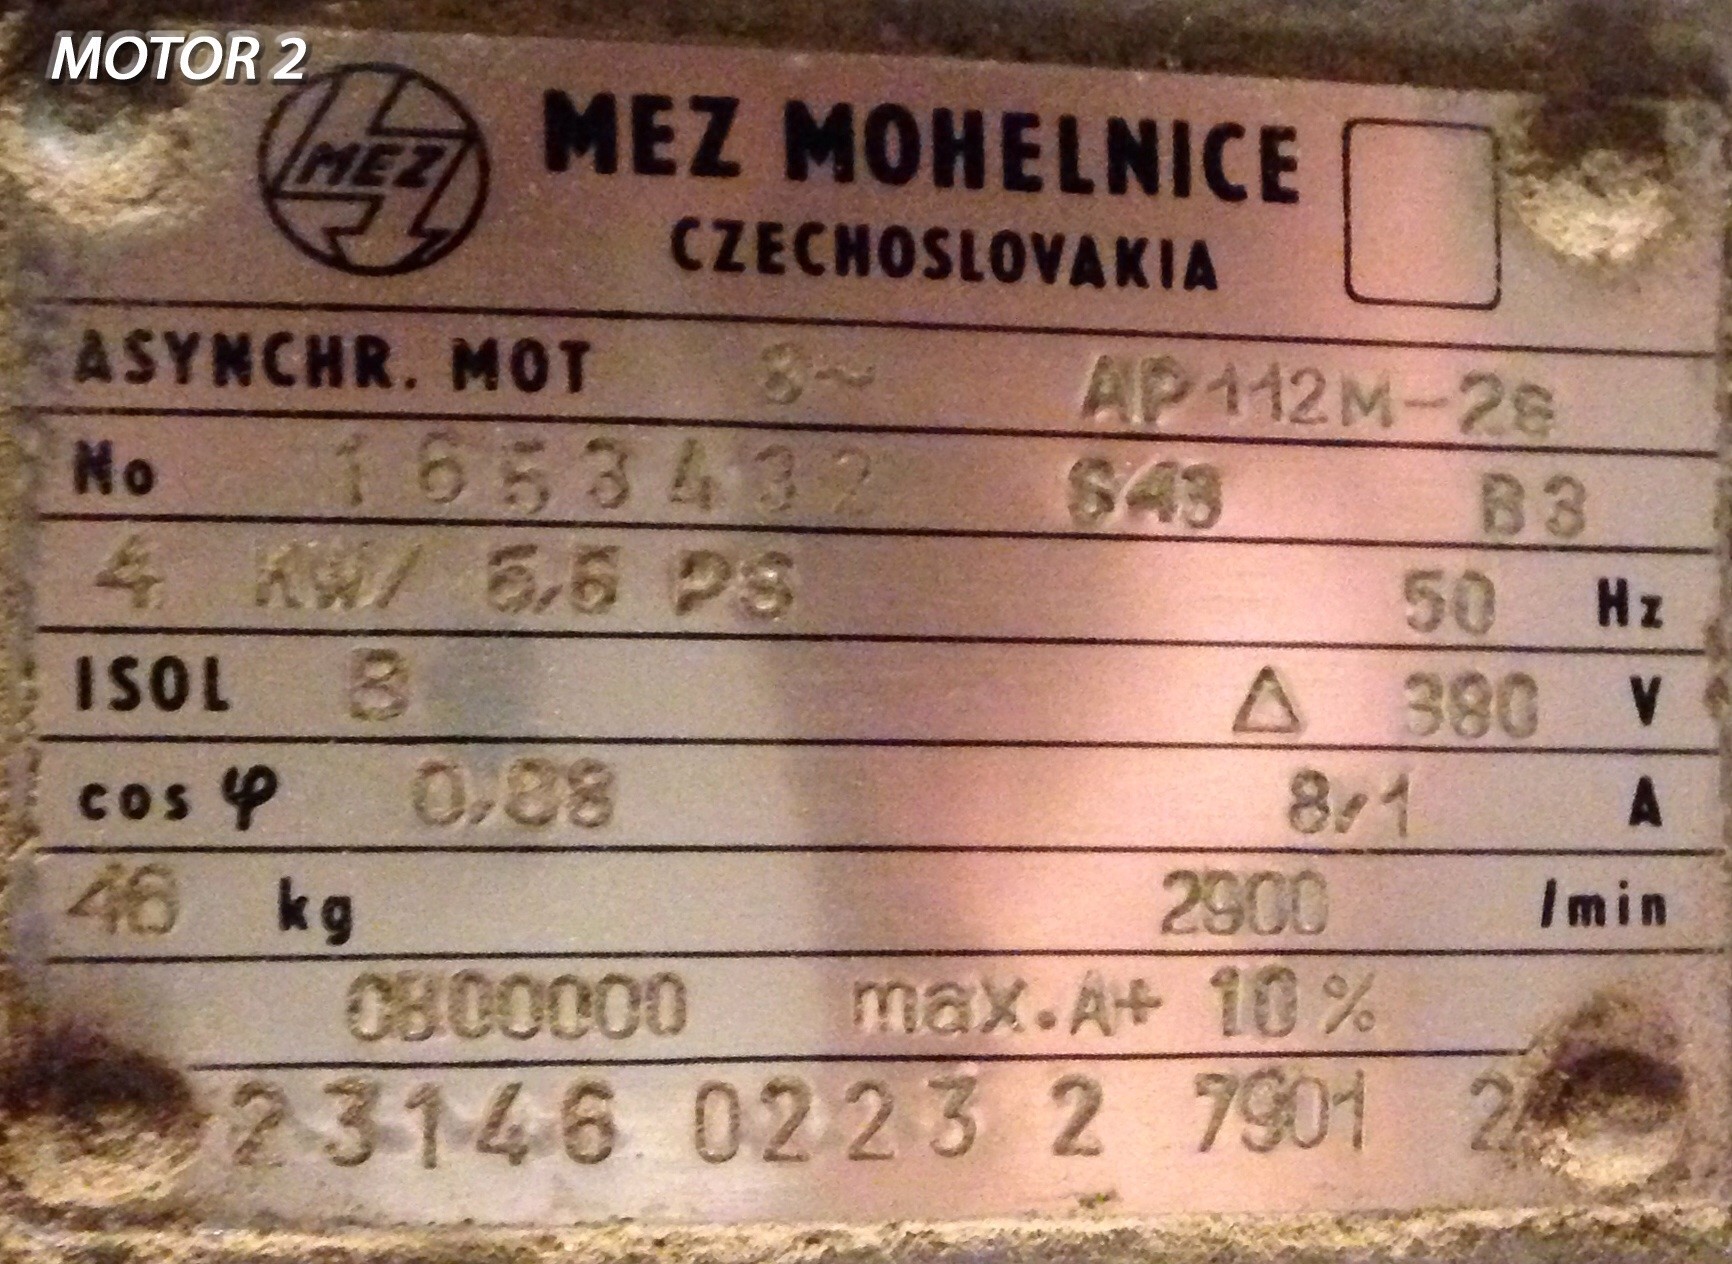 MOTOR 2
MEZ MEZ MOHELNICE
CZECHOSLOVAKIA
ASYNCHR. MOT 3~ AP112M-2s
No 1653432 S43 B3
4 KW/ 5,5 PS 50 Hz
ISOL B Δ 380 V
cos φ 0,88 8,1 A
46 kg 2900 /min
max.A+ 10%
23146 0223 2 7901